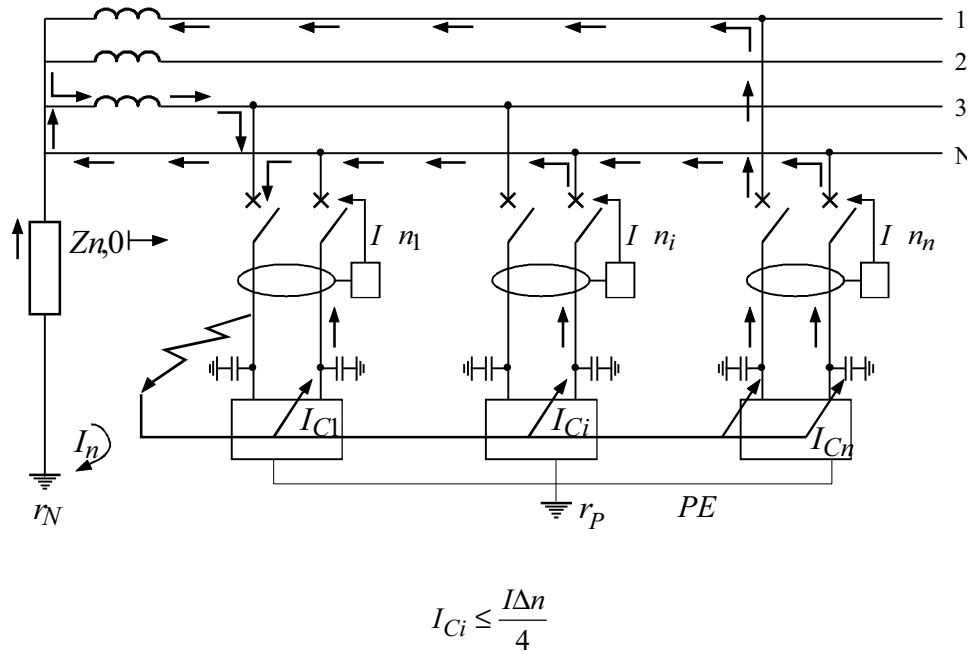 1
2
3
N
Zn,0
I n1
I ni
I nn
IC1
ICi
ICn
In
rN
rP
PE
ICi ≤ IΔn / 4